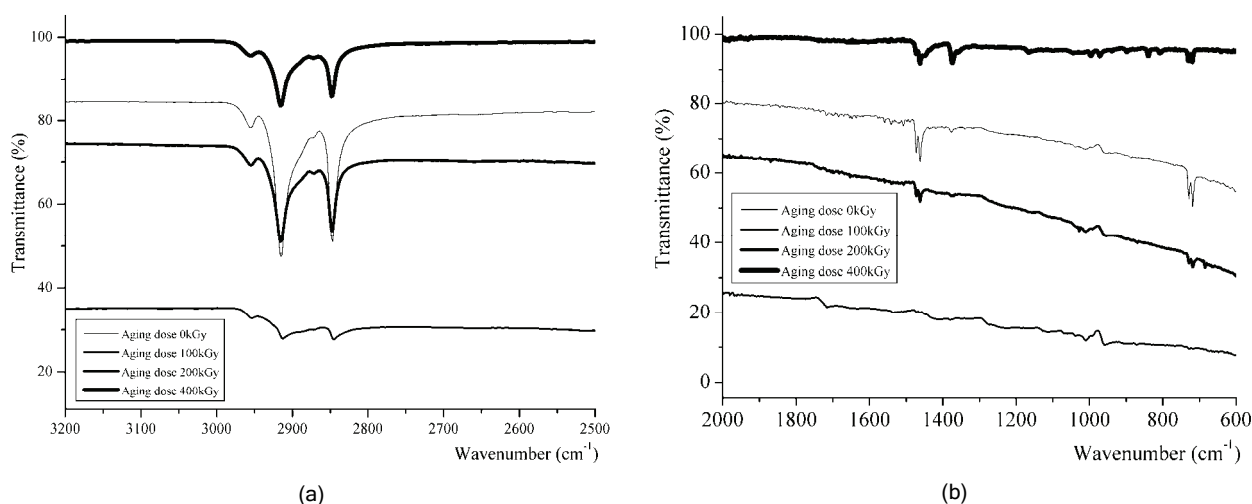 100
80
60
40
20
Transmittance (%)
Aging dose 0kGy
Aging dose 100kGy
Aging dose 200kGy
Aging dose 400kGy
3200 3100 3000 2900 2800 2700 2600 2500
Wavenumber (cm⁻¹)
(a)
100
80
60
40
20
0
Transmittance (%)
Aging dose 0kGy
Aging dose 100kGy
Aging dose 200kGy
Aging dose 400kGy
2000 1800 1600 1400 1200 1000 800 600
Wavenumber (cm⁻¹)
(b)